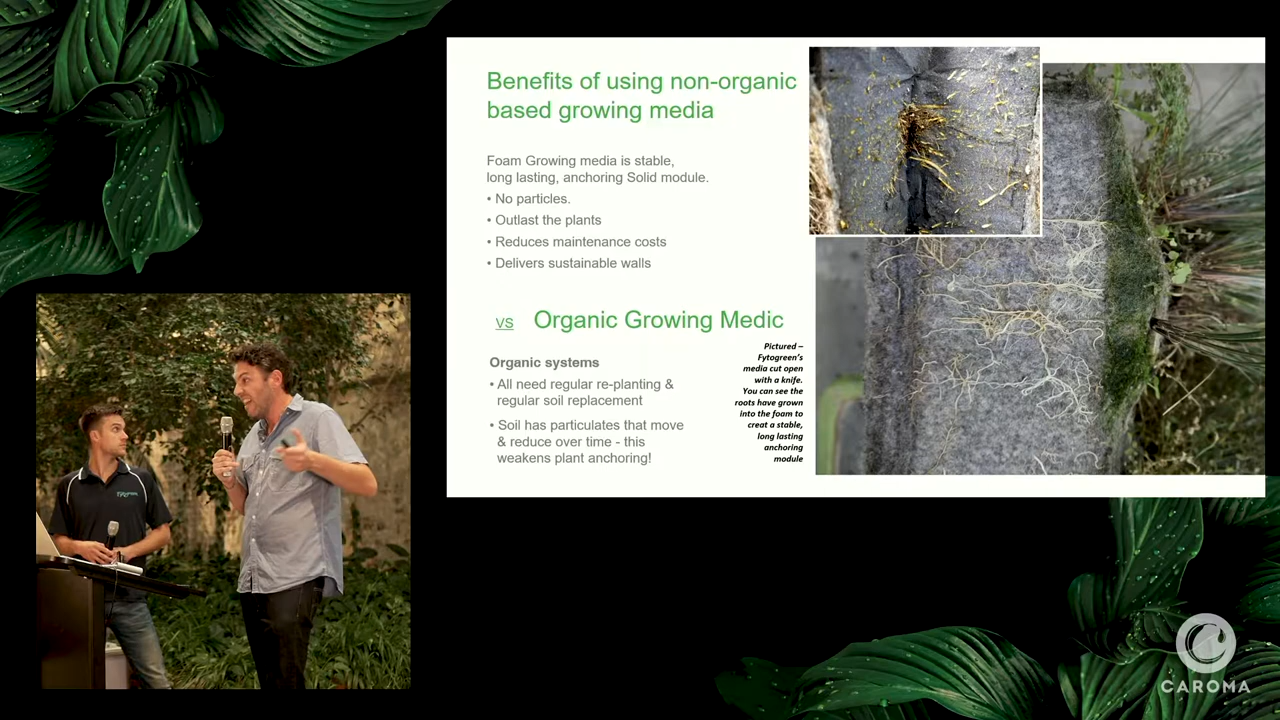 Benefits of using non-organic
based growing media
Foam Growing media is stable,
long lasting, anchoring Solid module.
• No particles.
• Outlast the plants
• Reduces maintenance costs
• Delivers sustainable walls
vs Organic Growing Medic
Organic systems
• All need regular re-planting &
regular soil replacement
• Soil has particulates that move
& reduce over time - this
weakens plant anchoring!
Pictured –
Fytogreen's
media cut open
with a knife.
You can see the
roots have grown
into the foam to
creat a stable,
long lasting
anchoring
module
CAROMA